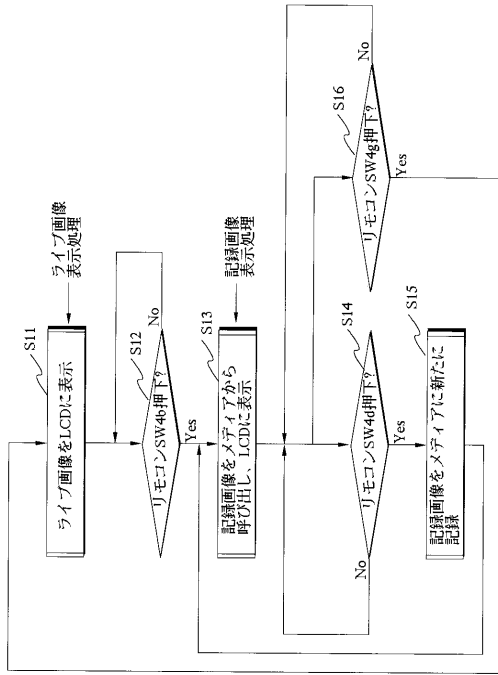 S11
ライブ画像をLCDに表示
ライブ画像
表示処理
S12
リモコンSW4b押下?
No
Yes
S13
記録画像をメディアから
呼び出し、LCDに表示
記録画像
表示処理
S14
リモコンSW4d押下?
No
Yes
S16
リモコンSW4g押下?
No
Yes
S15
記録画像をメディアに新たに
記録